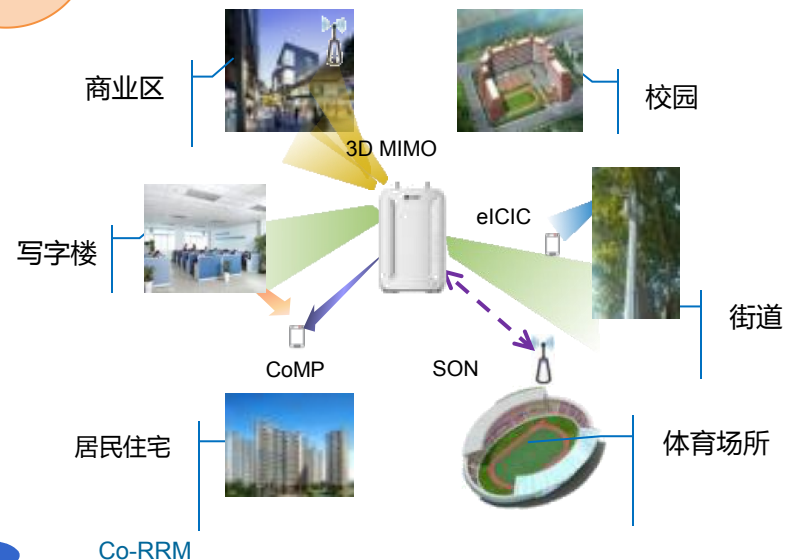 商业区
校园
3D MIMO
eICIC
写字楼
街道
CoMP
SON
居民住宅
体育场所
Co-RRM